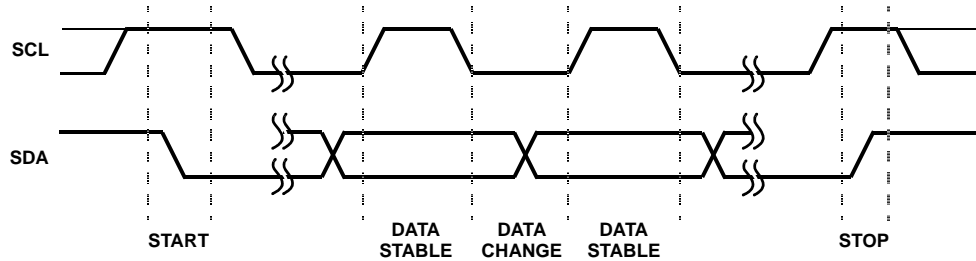 SCL
SDA
START
DATA
STABLE
DATA
CHANGE
DATA
STABLE
STOP